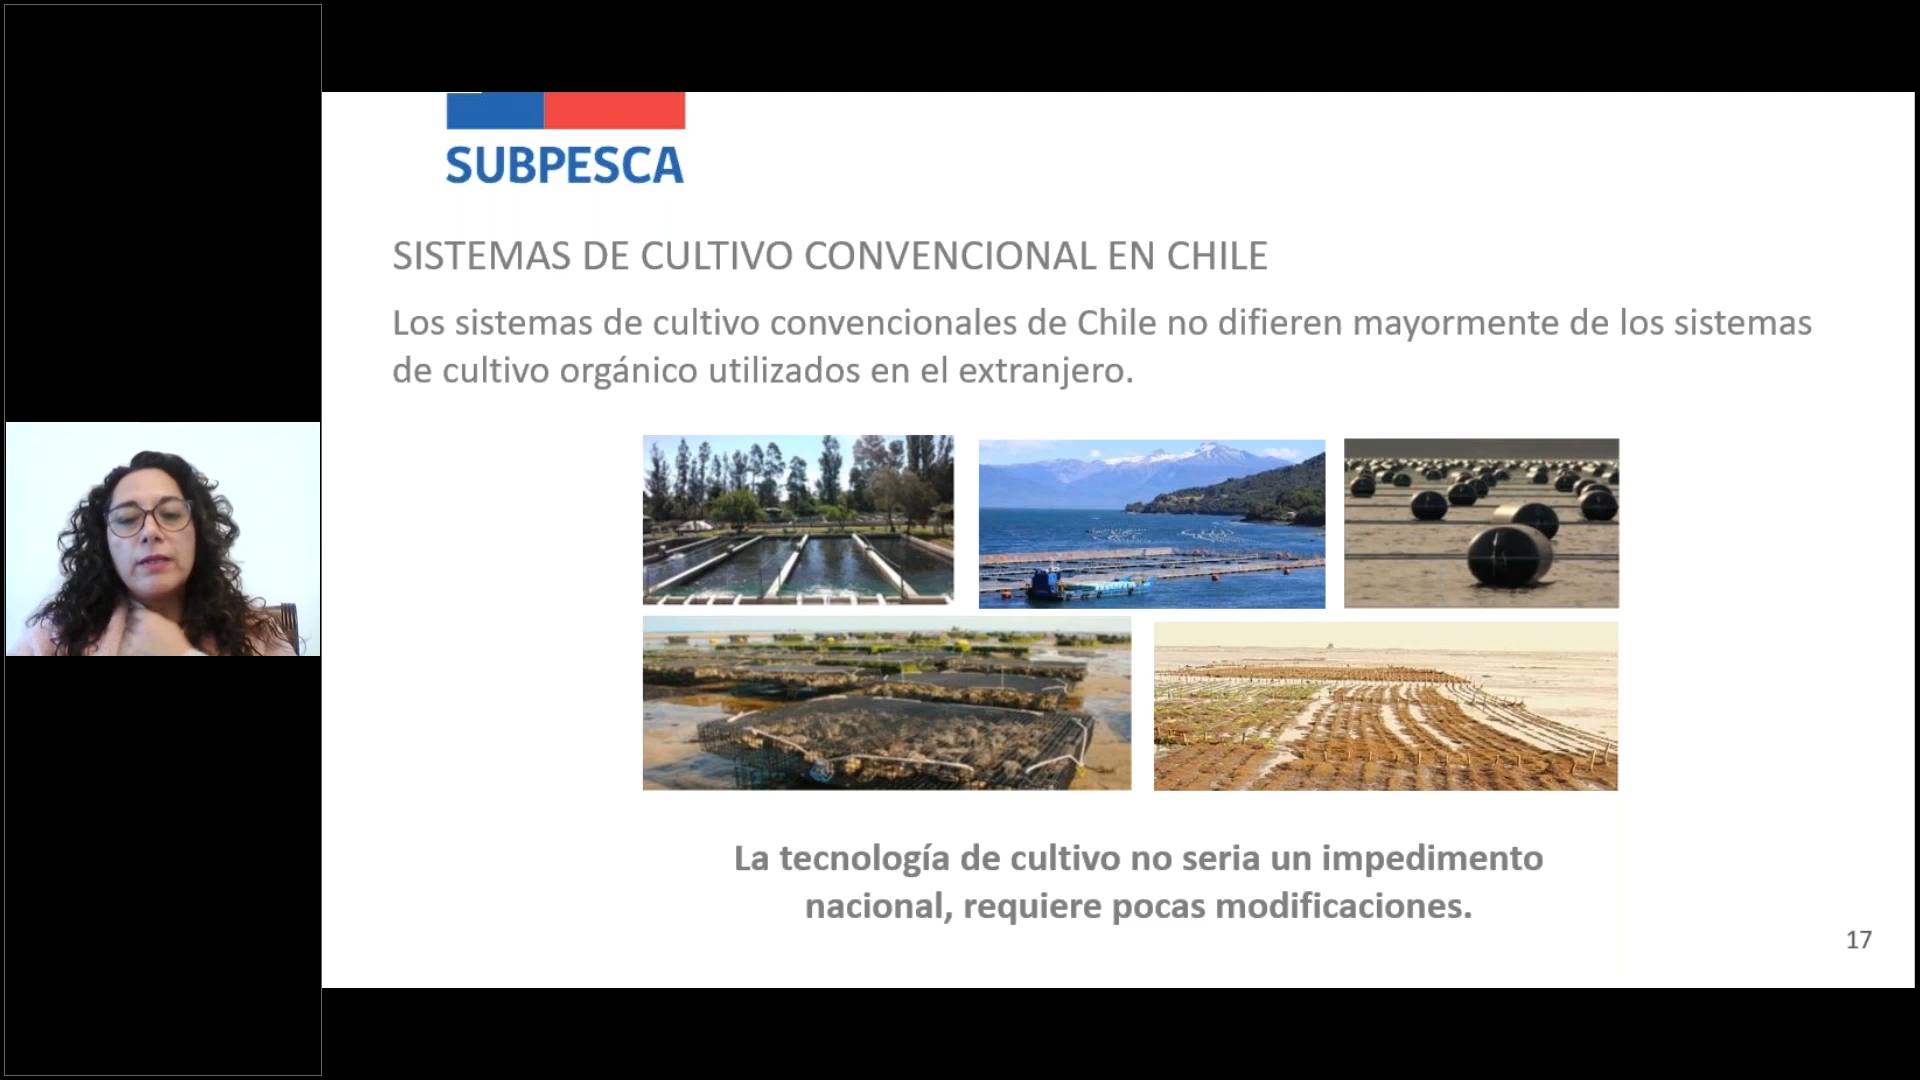 SUBPESCA
SISTEMAS DE CULTIVO CONVENCIONAL EN CHILE
Los sistemas de cultivo convencionales de Chile no difieren mayormente de los sistemas
de cultivo orgánico utilizados en el extranjero.
La tecnología de cultivo no seria un impedimento
nacional, requiere pocas modificaciones.
17